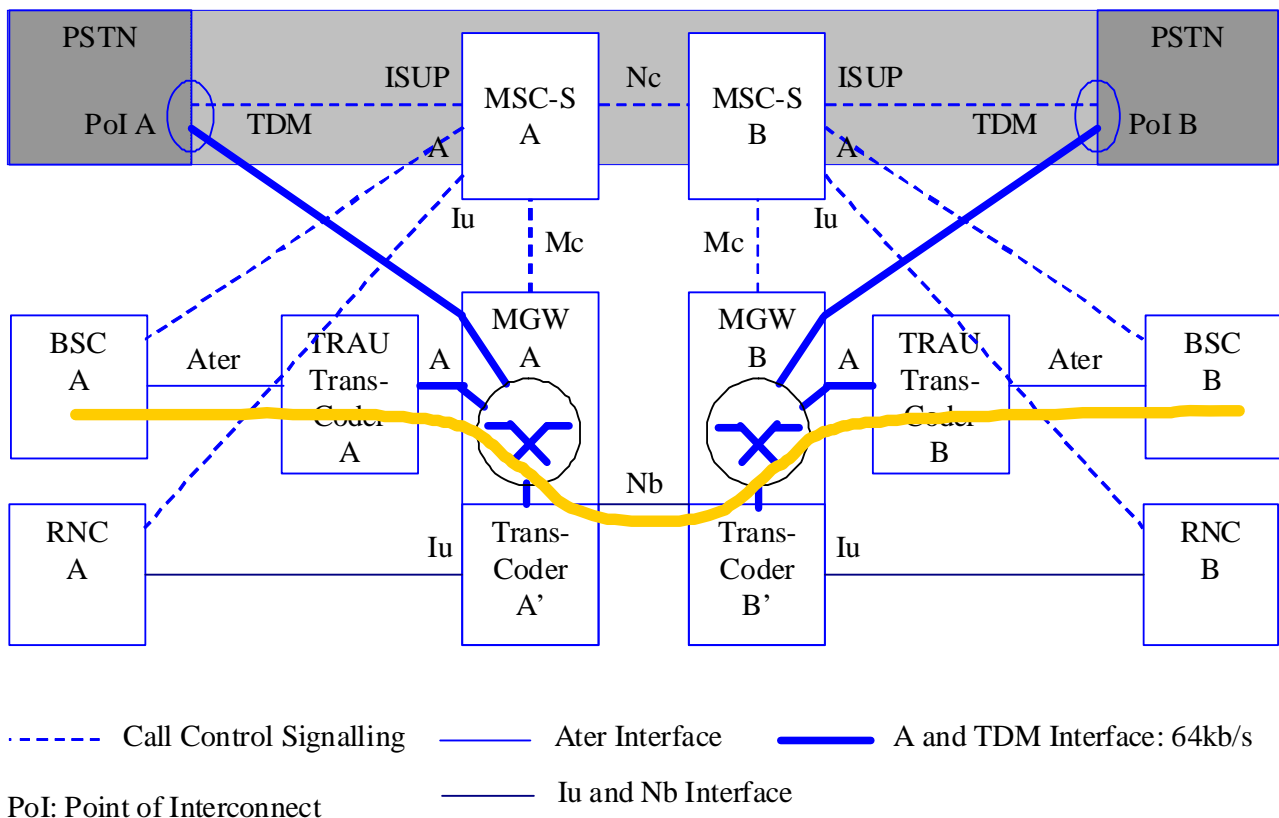 PSTN
PSTN
ISUP
Nc
ISUP
MSC-S
A
MSC-S
B
PoI A
TDM
TDM
PoI B
A
A
Iu
Iu
Mc
Mc
BSC
A
Ater
TRAU
Trans-
Coder
A
A
MGW
A
MGW
B
A
TRAU
Trans-
Coder
B
Ater
BSC
B
Nb
RNC
A
Iu
Trans-
Coder
A’
Trans-
Coder
B’
Iu
RNC
B
Call Control Signalling
Ater Interface
A and TDM Interface: 64kb/s
PoI: Point of Interconnect
Iu and Nb Interface